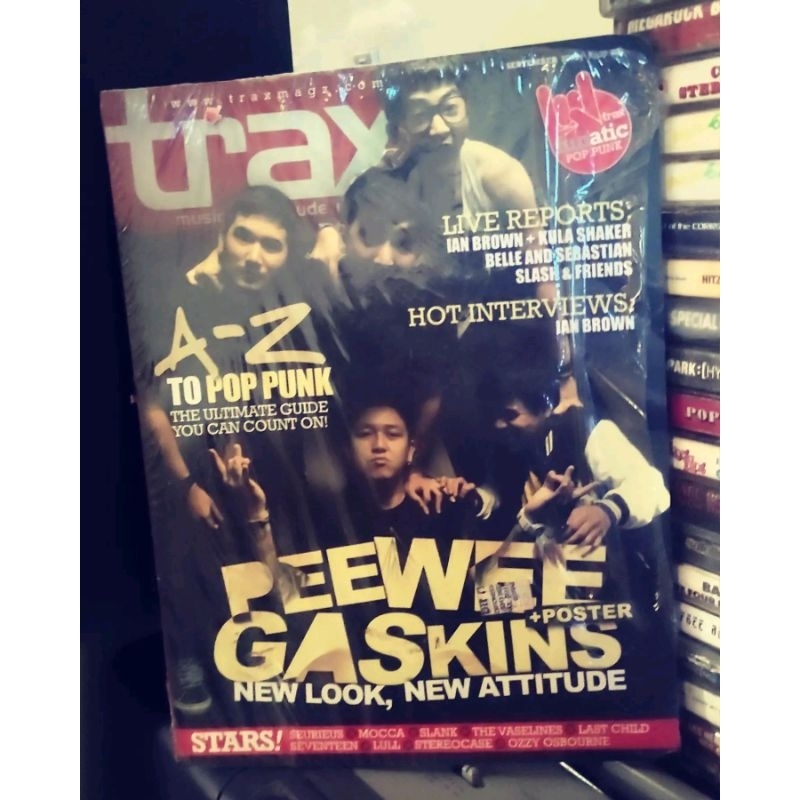 www.traxmagz.com
trax
SEPTEMBER
trax
POP PUNK
LIVE REPORTS:
IAN BROWN + KULA SHAKER
BELLE AND SEBASTIAN
SLASH & FRIENDS
HOT INTERVIEWS:
IAN BROWN
A-Z
TO POP PUNK
THE ULTIMATE GUIDE
YOU CAN COUNT ON!
PEEWEE
+POSTER
GASKINS
NEW LOOK, NEW ATTITUDE
STARS!
SEURIEUS MOCCA SLANK THE VASELINES LAST CHILD
SEVENTEEN LULL STEREOCASE OZZY OSBOURNE
SPECIAL
POP